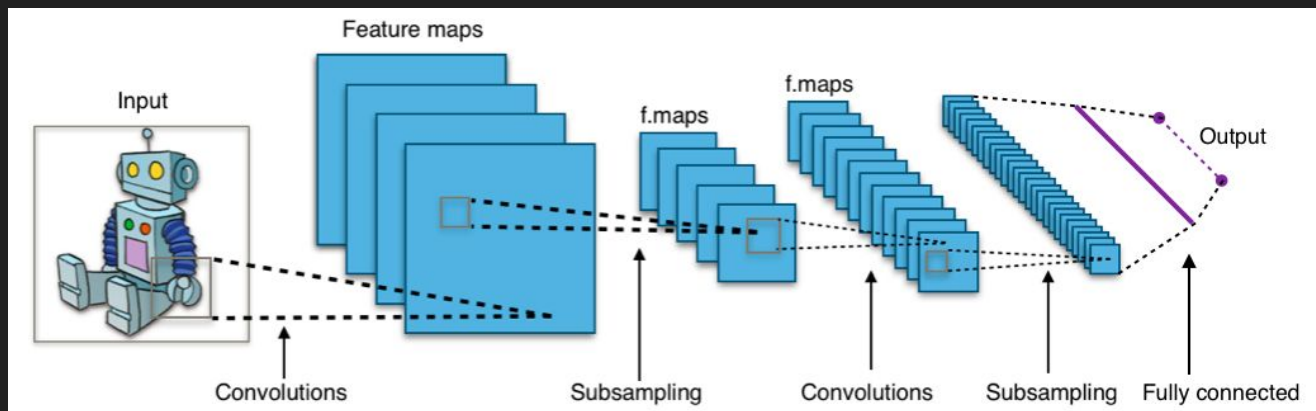 Feature maps
Input
f.maps
f.maps
Output
Convolutions
Subsampling
Convolutions
Subsampling
Fully connected